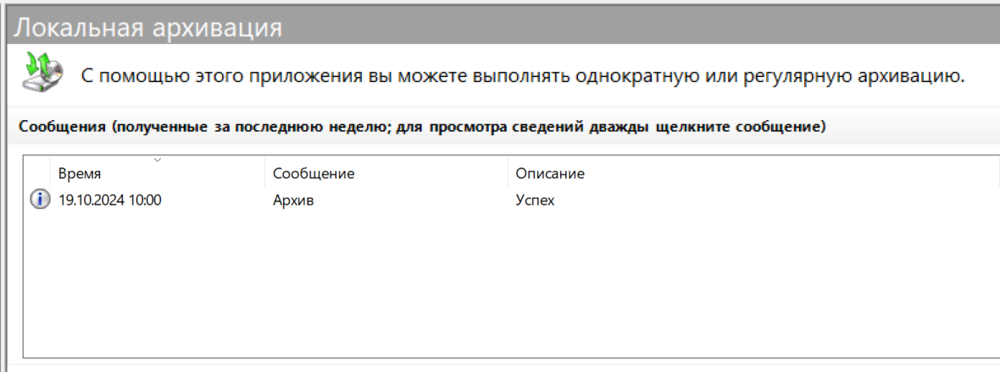 Локальная архивация
С помощью этого приложения вы можете выполнять однократную или регулярную архивацию.
Сообщения (полученные за последнюю неделю; для просмотра сведений дважды щелкните сообщение)
Время Сообщение Описание
19.10.2024 10:00 Архив Успех